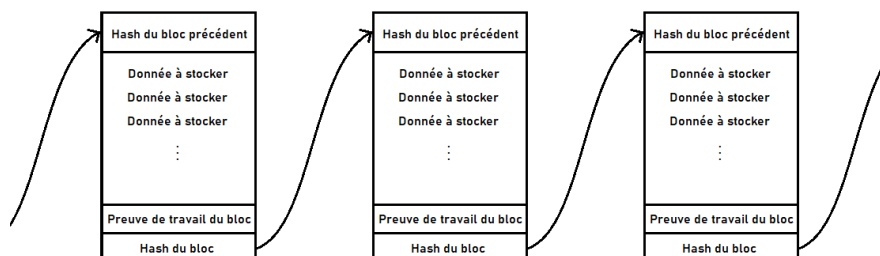 Hash du bloc précédent
Donnée à stocker
Donnée à stocker
Donnée à stocker
⋮
Preuve de travail du bloc
Hash du bloc
Hash du bloc précédent
Donnée à stocker
Donnée à stocker
Donnée à stocker
⋮
Preuve de travail du bloc
Hash du bloc
Hash du bloc précédent
Donnée à stocker
Donnée à stocker
Donnée à stocker
⋮
Preuve de travail du bloc
Hash du bloc